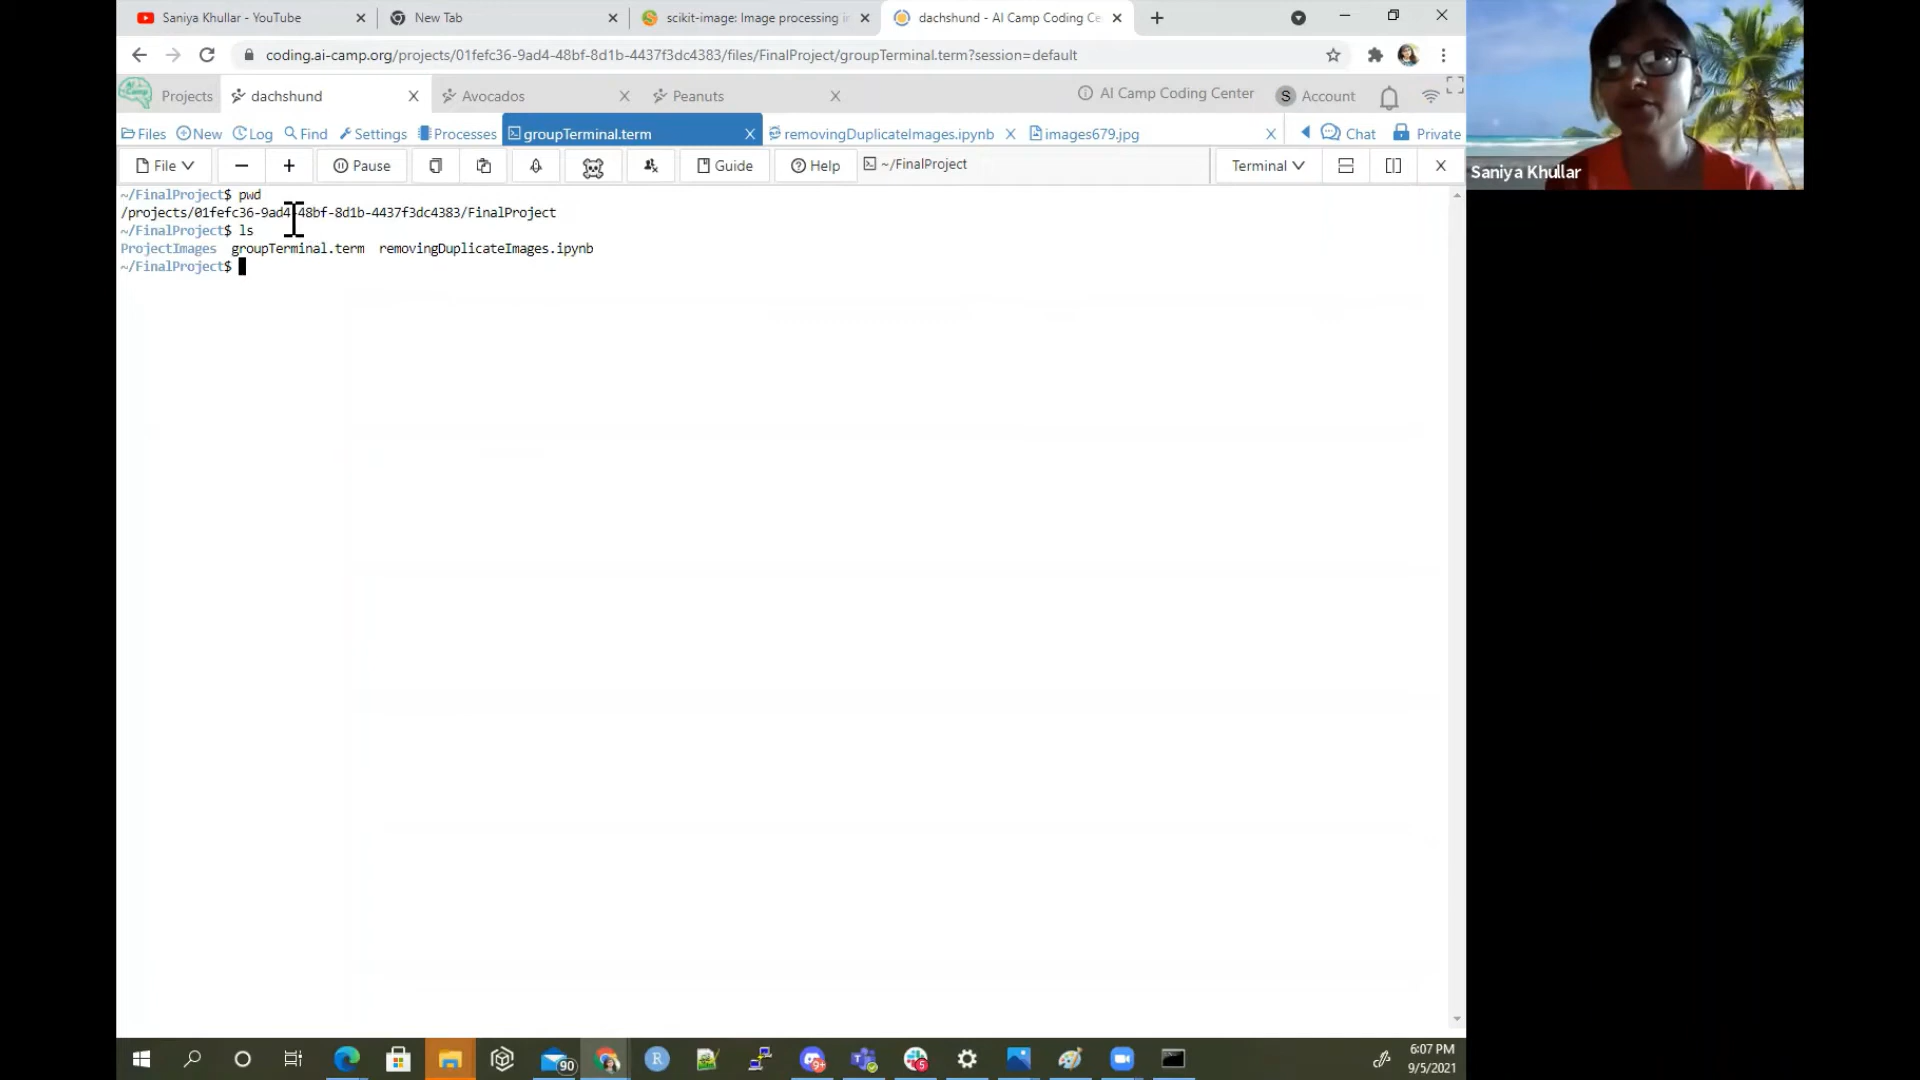 Saniya Khullar - YouTube
New Tab
scikit-image: Image processing i
dachshund - AI Camp Coding Ce
coding.ai-camp.org/projects/01fefc36-9ad4-48bf-8d1b-4437f3dc4383/files/FinalProject/groupTerminal.term?session=default
Projects
dachshund
Avocados
Peanuts
AI Camp Coding Center
S Account
Files
New
Log
Find
Settings
Processes
groupTerminal.term
removingDuplicateImages.ipynb
images679.jpg
Chat
Private
File
Pause
Guide
Help
~/FinalProject
Terminal
~/FinalProject$ pwd
/projects/01fefc36-9ad4-48bf-8d1b-4437f3dc4383/FinalProject
~/FinalProject$ ls
ProjectImages groupTerminal.term removingDuplicateImages.ipynb
~/FinalProject$
Saniya Khullar
90
9+
5
6:07 PM
9/5/2021